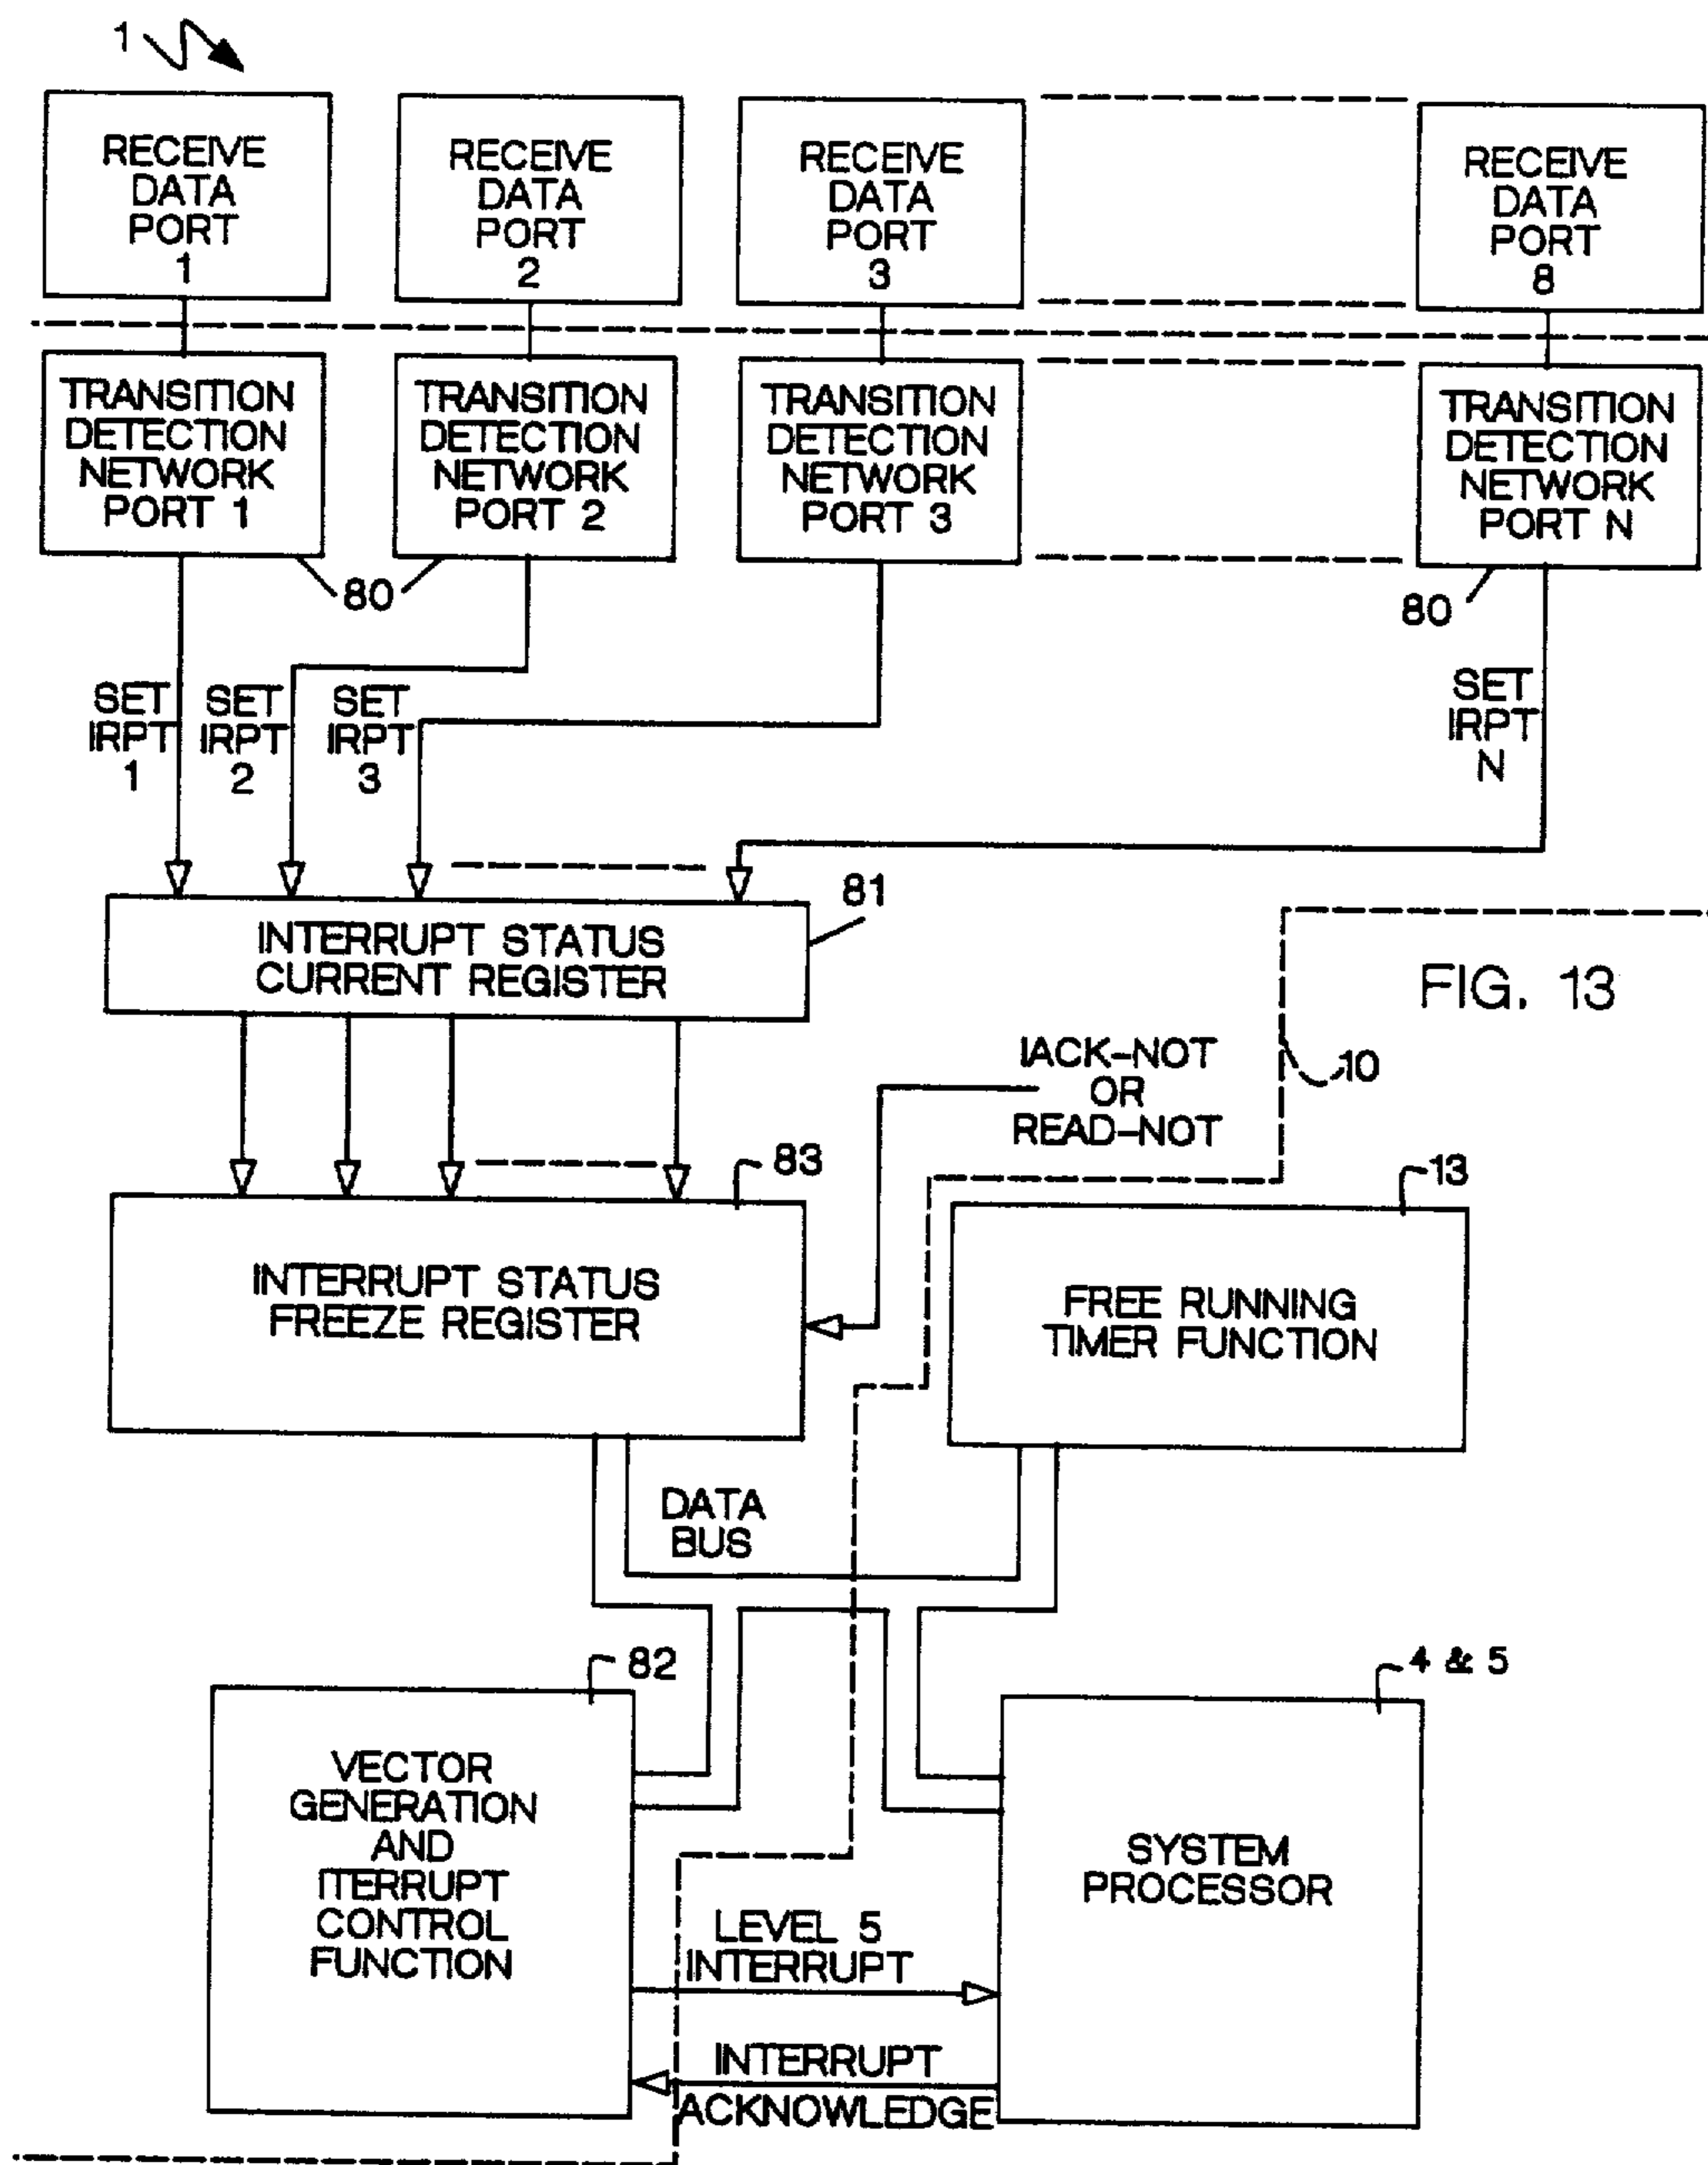 1
RECEIVE
DATA
PORT
1
RECEIVE
DATA
PORT
2
RECEIVE
DATA
PORT
3
RECEIVE
DATA
PORT
8
TRANSITION
DETECTION
NETWORK
PORT 1
TRANSITION
DETECTION
NETWORK
PORT 2
TRANSITION
DETECTION
NETWORK
PORT 3
TRANSITION
DETECTION
NETWORK
PORT N
80
80
SET
IRPT
1
SET
IRPT
2
SET
IRPT
3
SET
IRPT
N
81
INTERRUPT STATUS
CURRENT REGISTER
FIG. 13
IACK-NOT
OR
READ-NOT
10
83
13
INTERRUPT STATUS
FREEZE REGISTER
FREE RUNNING
TIMER FUNCTION
DATA
BUS
82
4 & 5
VECTOR
GENERATION
AND
ITERRUPT
CONTROL
FUNCTION
SYSTEM
PROCESSOR
LEVEL 5
INTERRUPT
INTERRUPT
ACKNOWLEDGE